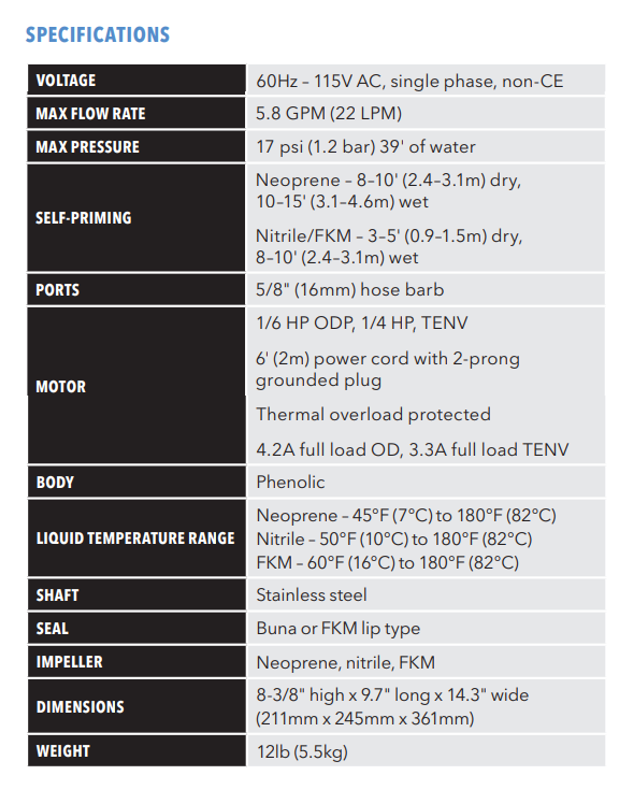 SPECIFICATIONS
VOLTAGE
60Hz – 115V AC, single phase, non-CE
MAX FLOW RATE
5.8 GPM (22 LPM)
MAX PRESSURE
17 psi (1.2 bar) 39' of water
SELF-PRIMING
Neoprene – 8–10' (2.4–3.1m) dry,
10–15' (3.1–4.6m) wet
Nitrile/FKM – 3–5' (0.9–1.5m) dry,
8–10' (2.4–3.1m) wet
PORTS
5/8" (16mm) hose barb
MOTOR
1/6 HP ODP, 1/4 HP, TENV
6' (2m) power cord with 2-prong
grounded plug
Thermal overload protected
4.2A full load OD, 3.3A full load TENV
BODY
Phenolic
LIQUID TEMPERATURE RANGE
Neoprene – 45°F (7°C) to 180°F (82°C)
Nitrile – 50°F (10°C) to 180°F (82°C)
FKM – 60°F (16°C) to 180°F (82°C)
SHAFT
Stainless steel
SEAL
Buna or FKM lip type
IMPELLER
Neoprene, nitrile, FKM
DIMENSIONS
8-3/8" high x 9.7" long x 14.3" wide
(211mm x 245mm x 361mm)
WEIGHT
12lb (5.5kg)